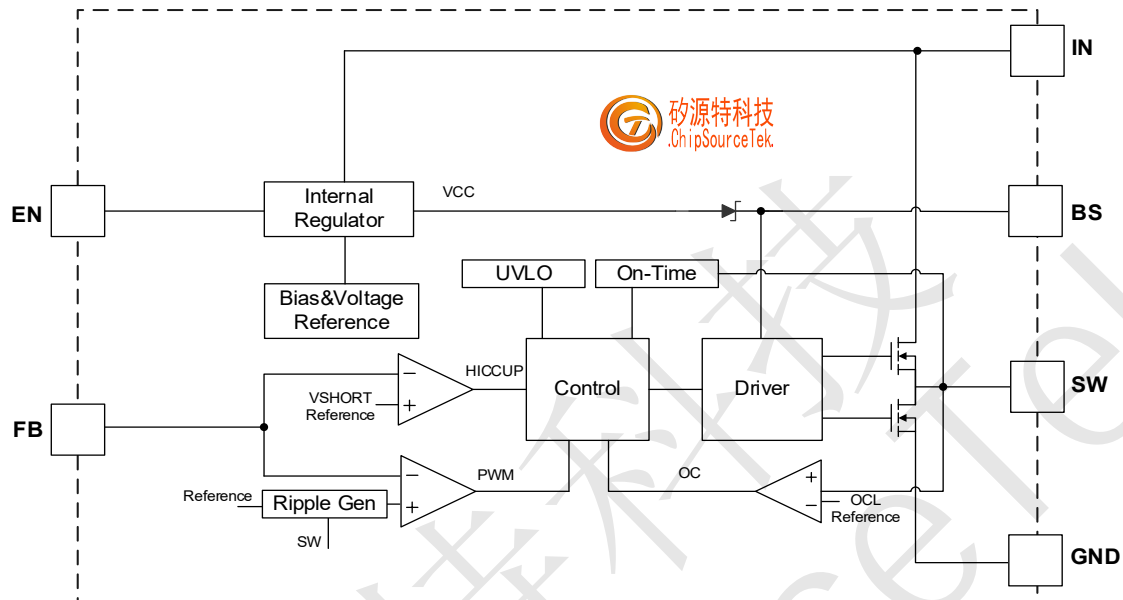 IN
矽源特科技
.ChipSourceTek.
EN
Internal
Regulator
VCC
BS
UVLO
On-Time
Bias&Voltage
Reference
HICCUP
Control
Driver
SW
VSHORT
Reference
FB
PWM
OC
Reference
Ripple Gen
OCL
Reference
SW
GND